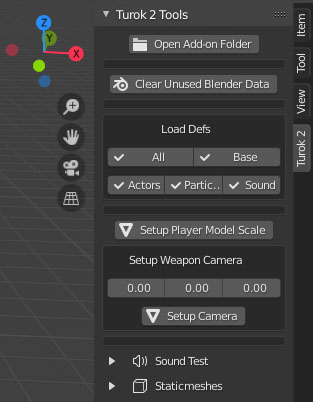 Z
X
Turok 2 Tools
Open Add-on Folder
Clear Unused Blender Data
Load Defs
All Base
Actors Partic.. Sound
Setup Player Model Scale
Setup Weapon Camera
0.00 0.00 0.00
Setup Camera
Sound Test
Staticmeshes
Item
Tool
View
Turok 2